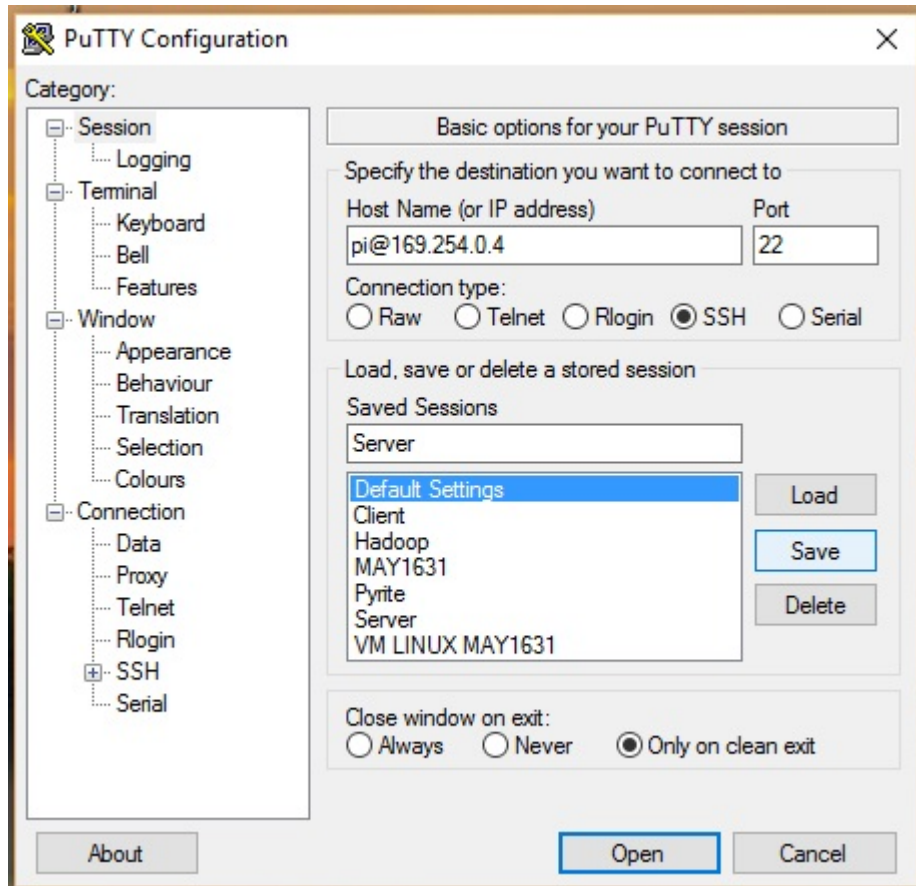 PuTTY Configuration
Category:
Session
Logging
Terminal
Keyboard
Bell
Features
Window
Appearance
Behaviour
Translation
Selection
Colours
Connection
Data
Proxy
Telnet
Rlogin
SSH
Serial
Basic options for your PuTTY session
Specify the destination you want to connect to
Host Name (or IP address) Port
pi@169.254.0.4 22
Connection type:
Raw Telnet Rlogin SSH Serial
Load, save or delete a stored session
Saved Sessions
Server
Default Settings
Client
Hadoop
MAY1631
Pyrite
Server
VM LINUX MAY1631
Load
Save
Delete
Close window on exit:
Always Never Only on clean exit
About Open Cancel